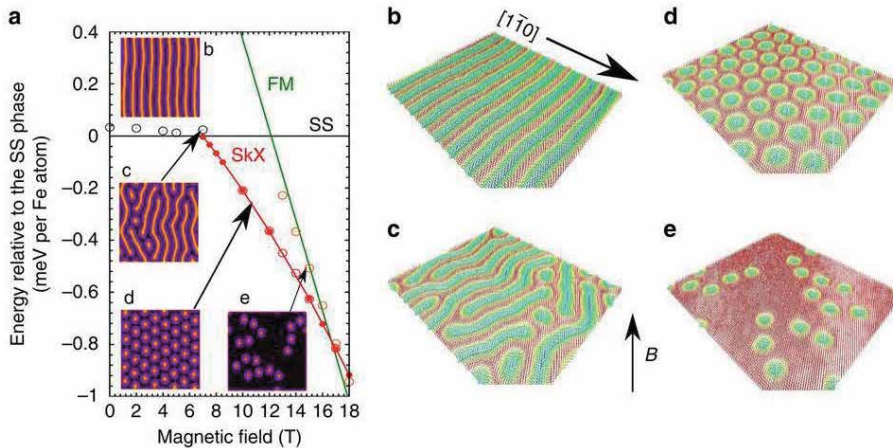 a
0.4
0.2
0
−0.2
−0.4
−0.6
−0.8
−1
Energy relative to the SS phase
(meV per Fe atom)
b
FM
SS
SkX
c
d
e
0 2 4 6 8 10 12 14 16 18
Magnetic field (T)
b
[11̄0]
d
c
B
e